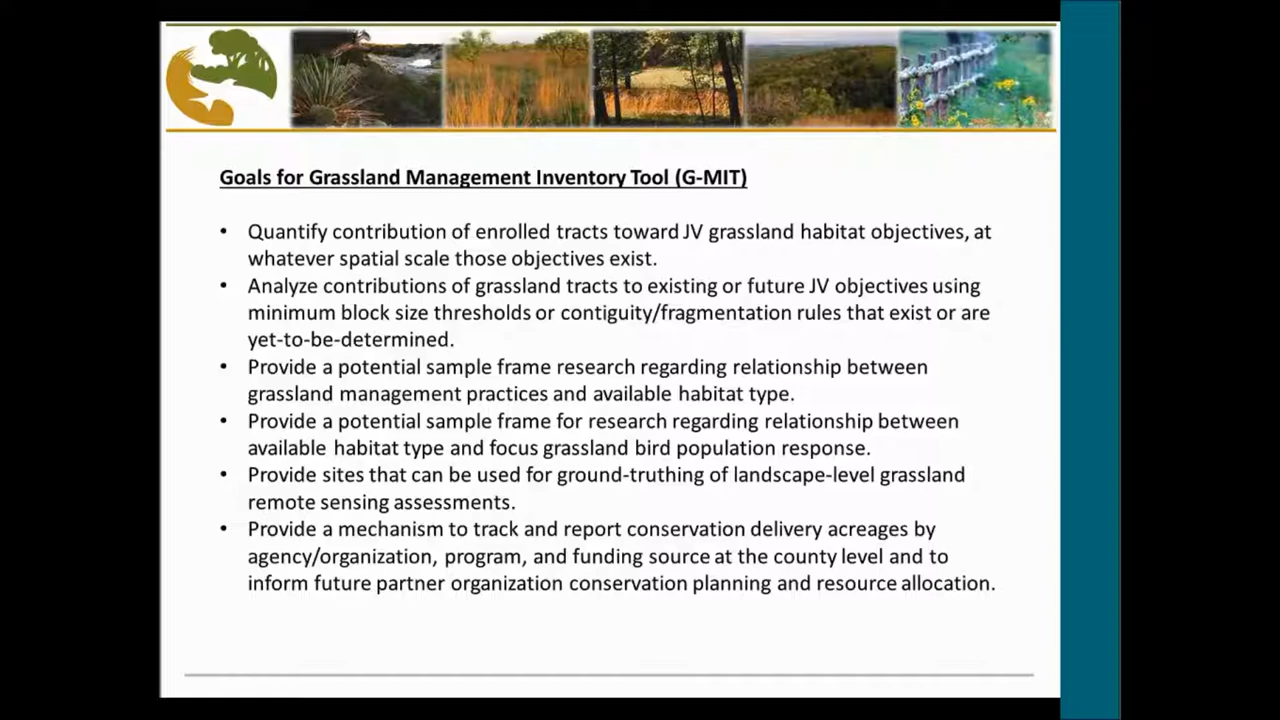 Goals for Grassland Management Inventory Tool (G-MIT)
• Quantify contribution of enrolled tracts toward JV grassland habitat objectives, at
whatever spatial scale those objectives exist.
• Analyze contributions of grassland tracts to existing or future JV objectives using
minimum block size thresholds or contiguity/fragmentation rules that exist or are
yet-to-be-determined.
• Provide a potential sample frame research regarding relationship between
grassland management practices and available habitat type.
• Provide a potential sample frame for research regarding relationship between
available habitat type and focus grassland bird population response.
• Provide sites that can be used for ground-truthing of landscape-level grassland
remote sensing assessments.
• Provide a mechanism to track and report conservation delivery acreages by
agency/organization, program, and funding source at the county level and to
inform future partner organization conservation planning and resource allocation.